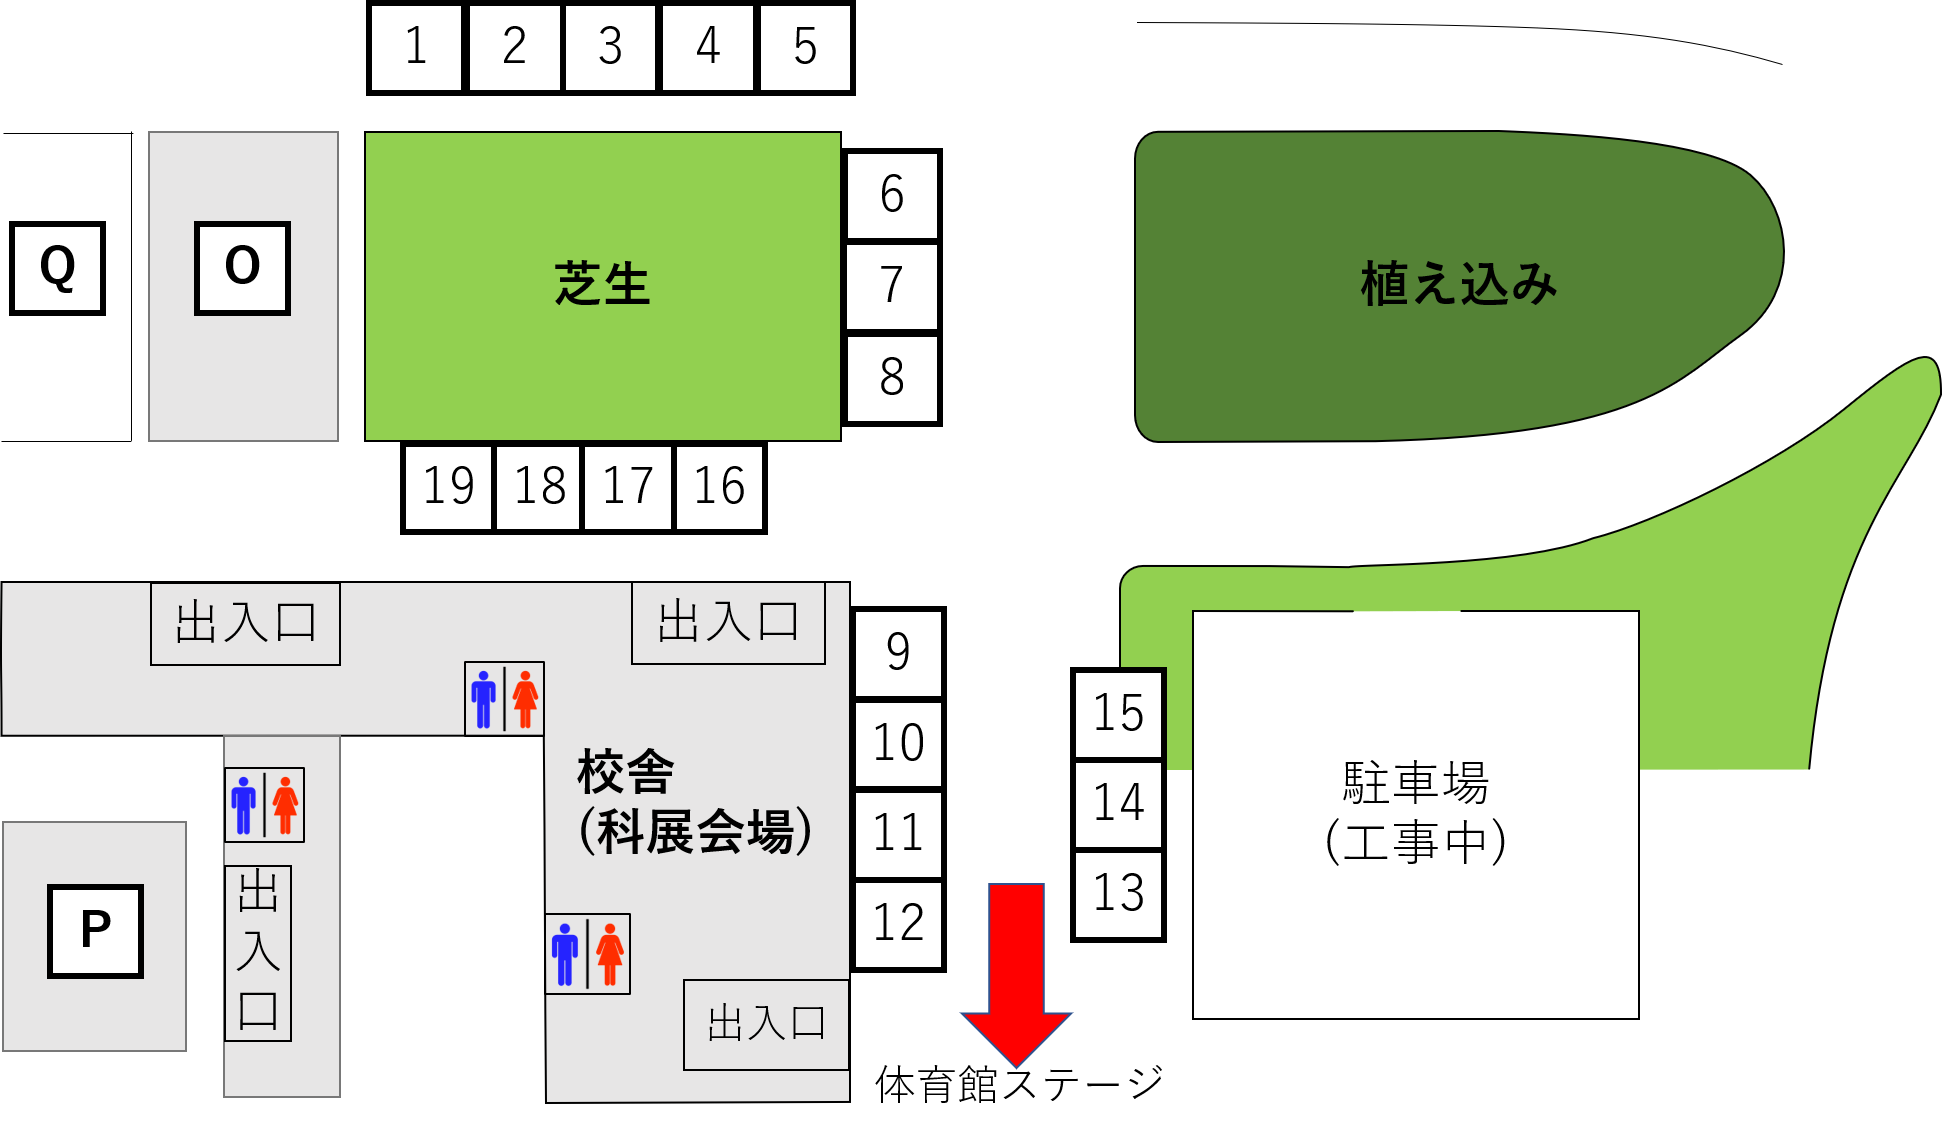 1 2 3 4 5
Q
O
芝生
6
7
8
植え込み
19 18 17 16
出入口
出入口
9
10
11
12
校舎
(科展会場)
15
14
13
駐車場
(工事中)
P
出
入
口
出入口
体育館ステージ